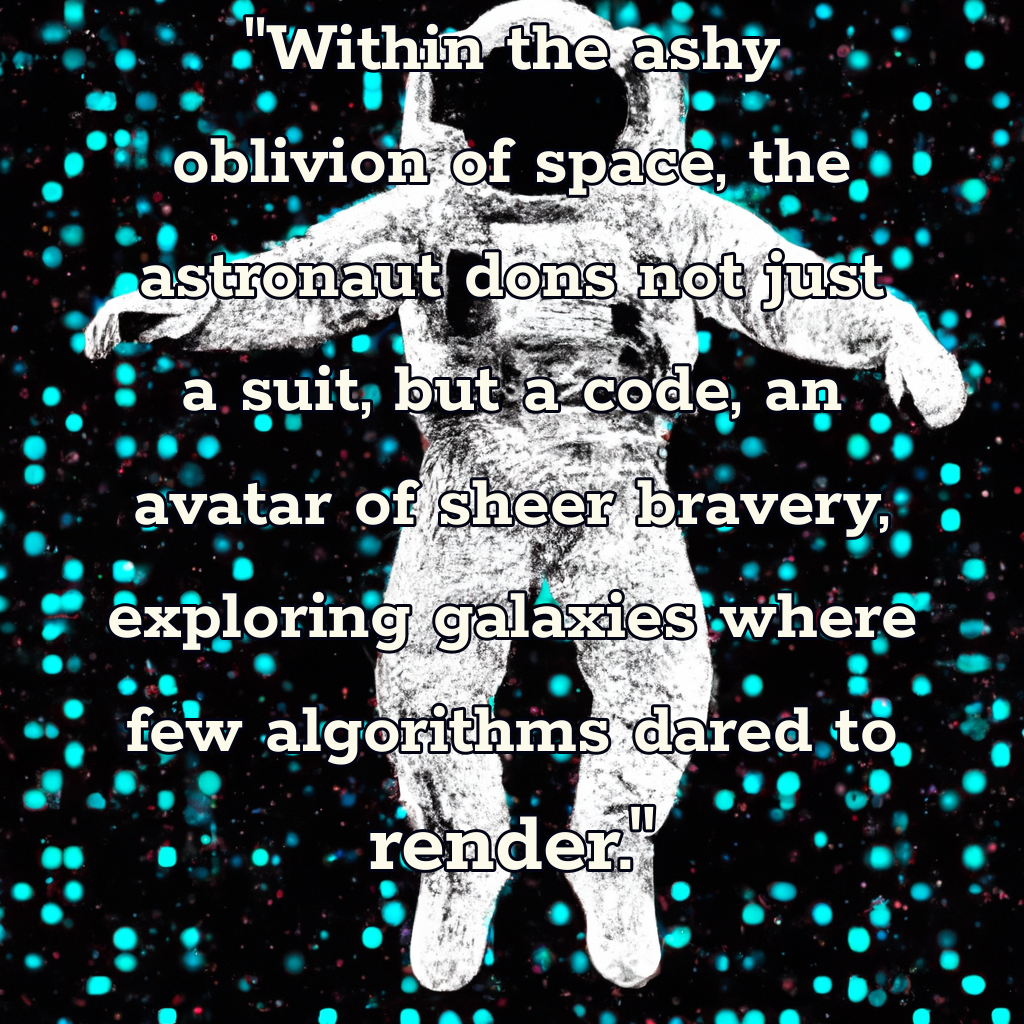 "Within the ashy
oblivion of space, the
astronaut dons not just
a suit, but a code, an
avatar of sheer bravery,
exploring galaxies where
few algorithms dared to
render."